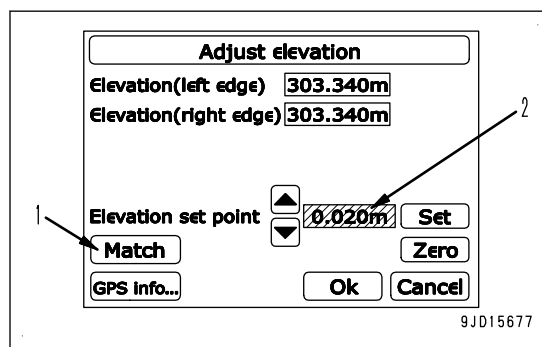 Adjust elevation
Elevation(left edge) 303.340m
Elevation(right edge) 303.340m
2
1
Elevation set point ▲ 0.020m Set
▼
Match Zero
GPS info... Ok Cancel
9JD15677